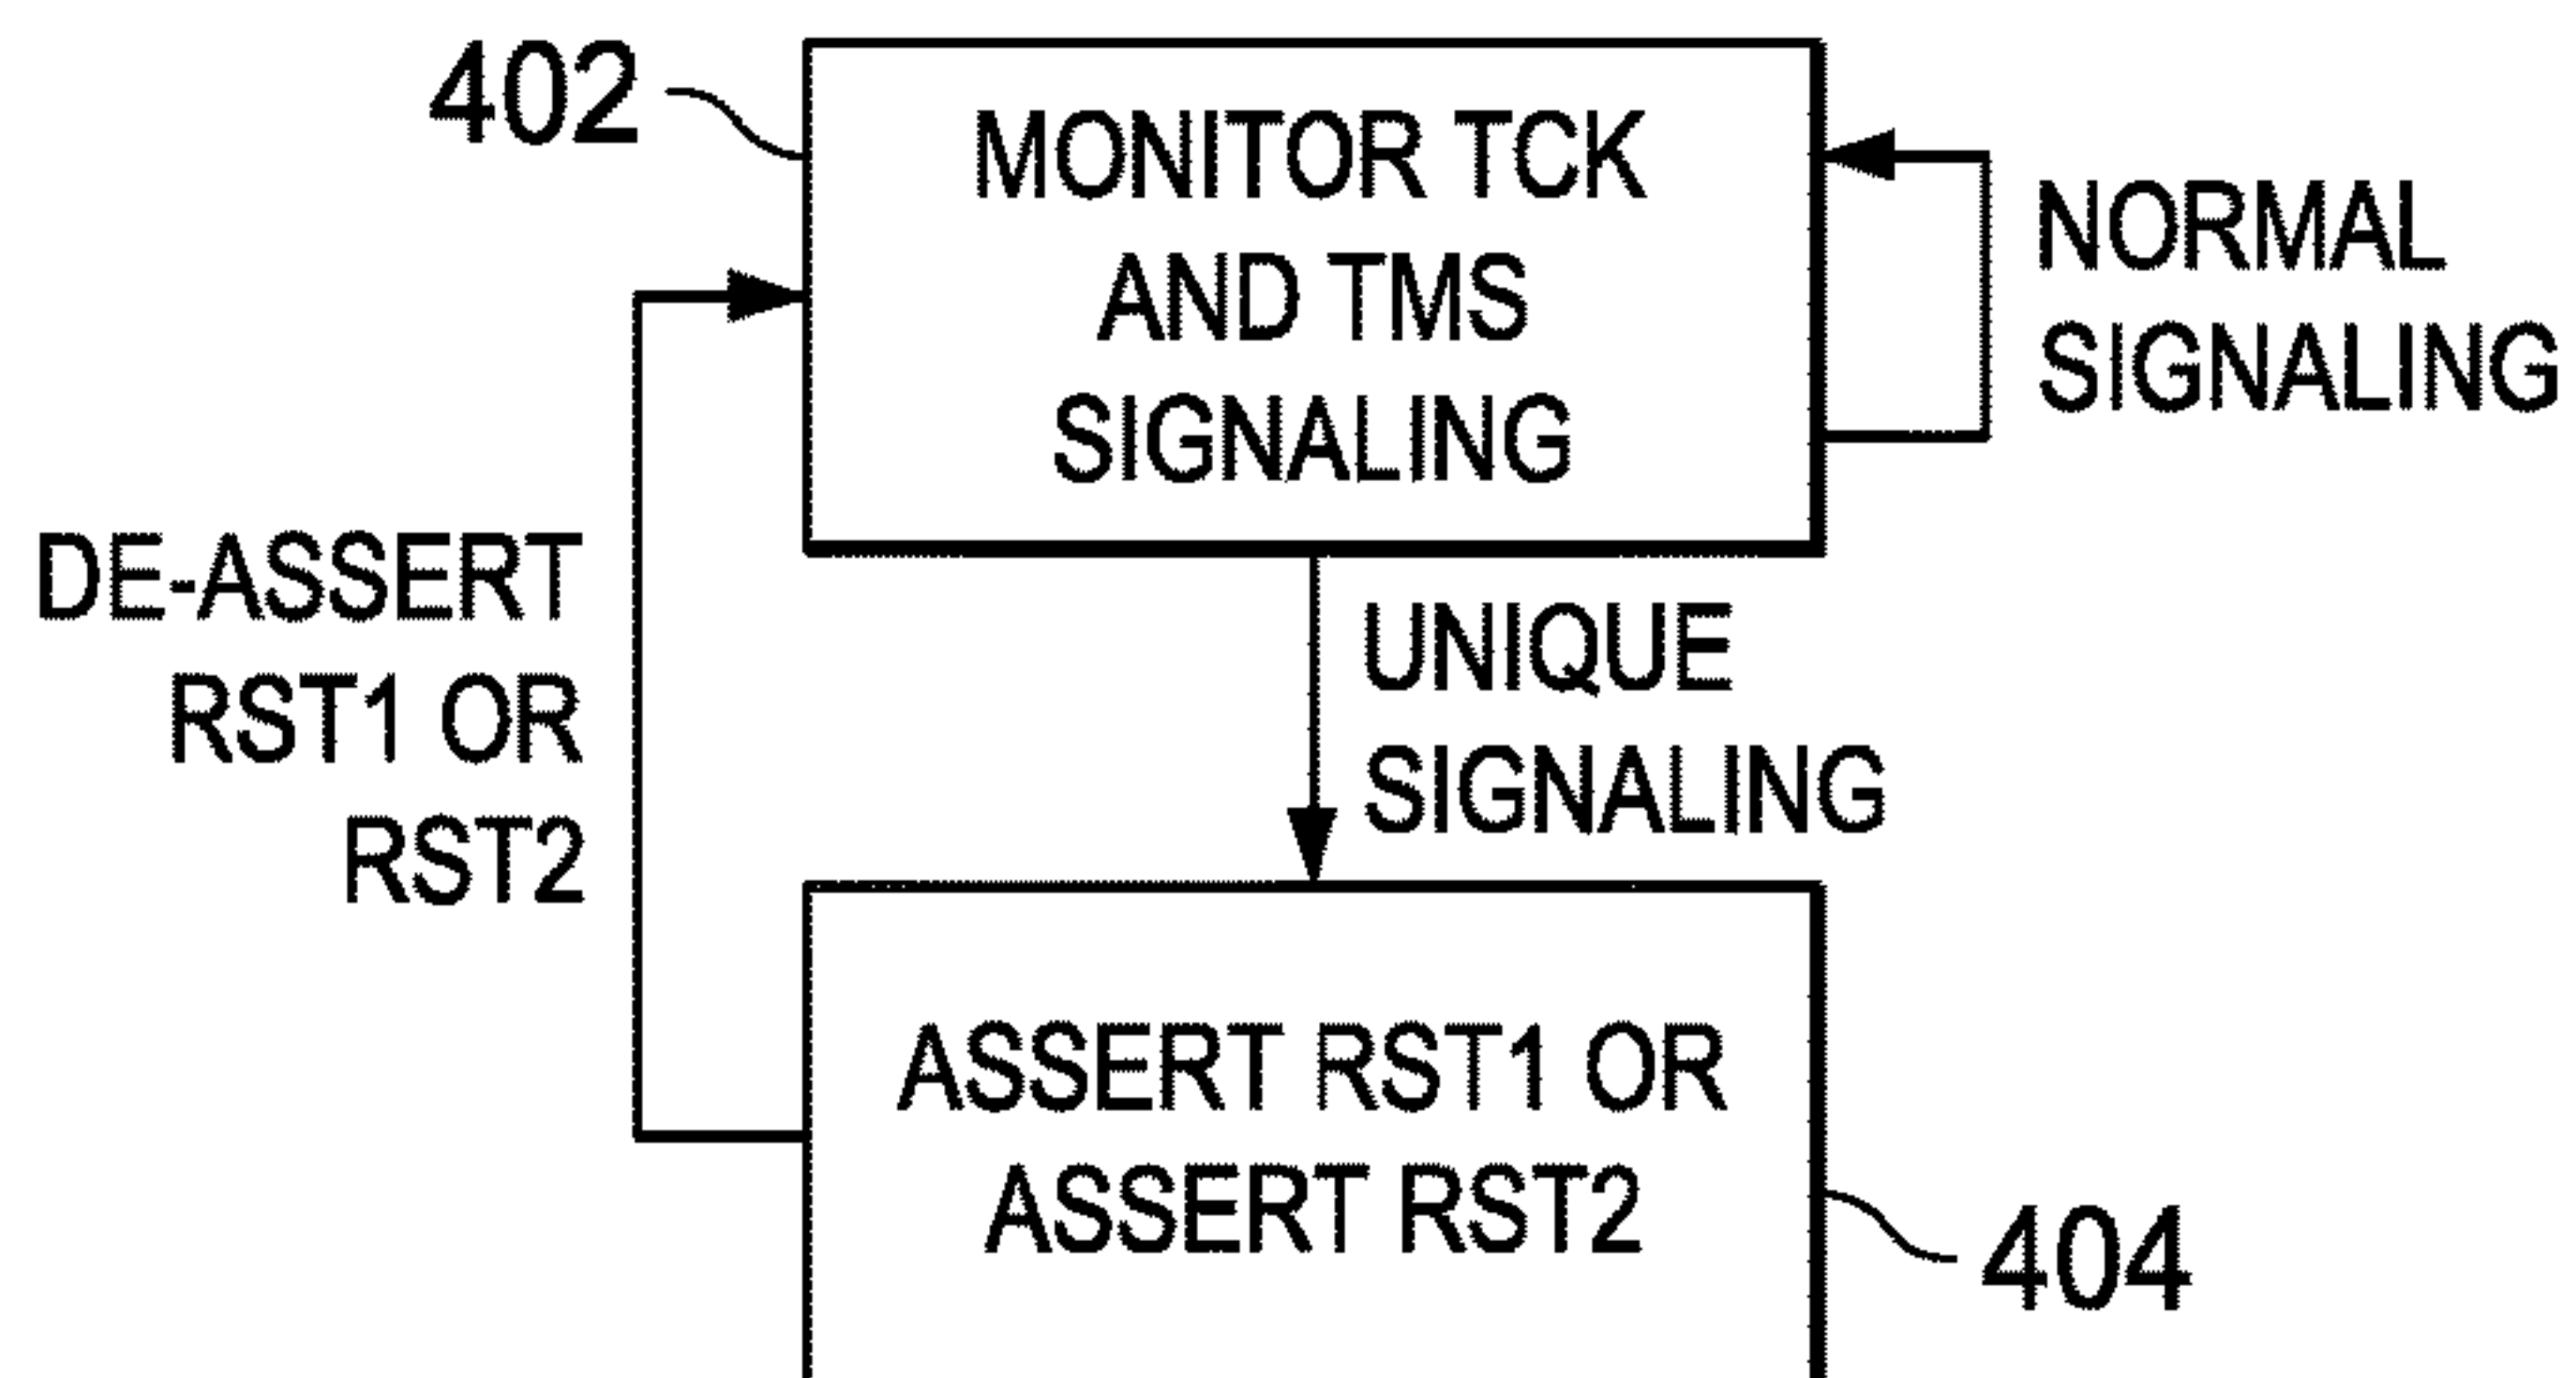 402
MONITOR TCK
AND TMS
SIGNALING
NORMAL
SIGNALING
DE-ASSERT
RST1 OR
RST2
UNIQUE
SIGNALING
ASSERT RST1 OR
ASSERT RST2
404